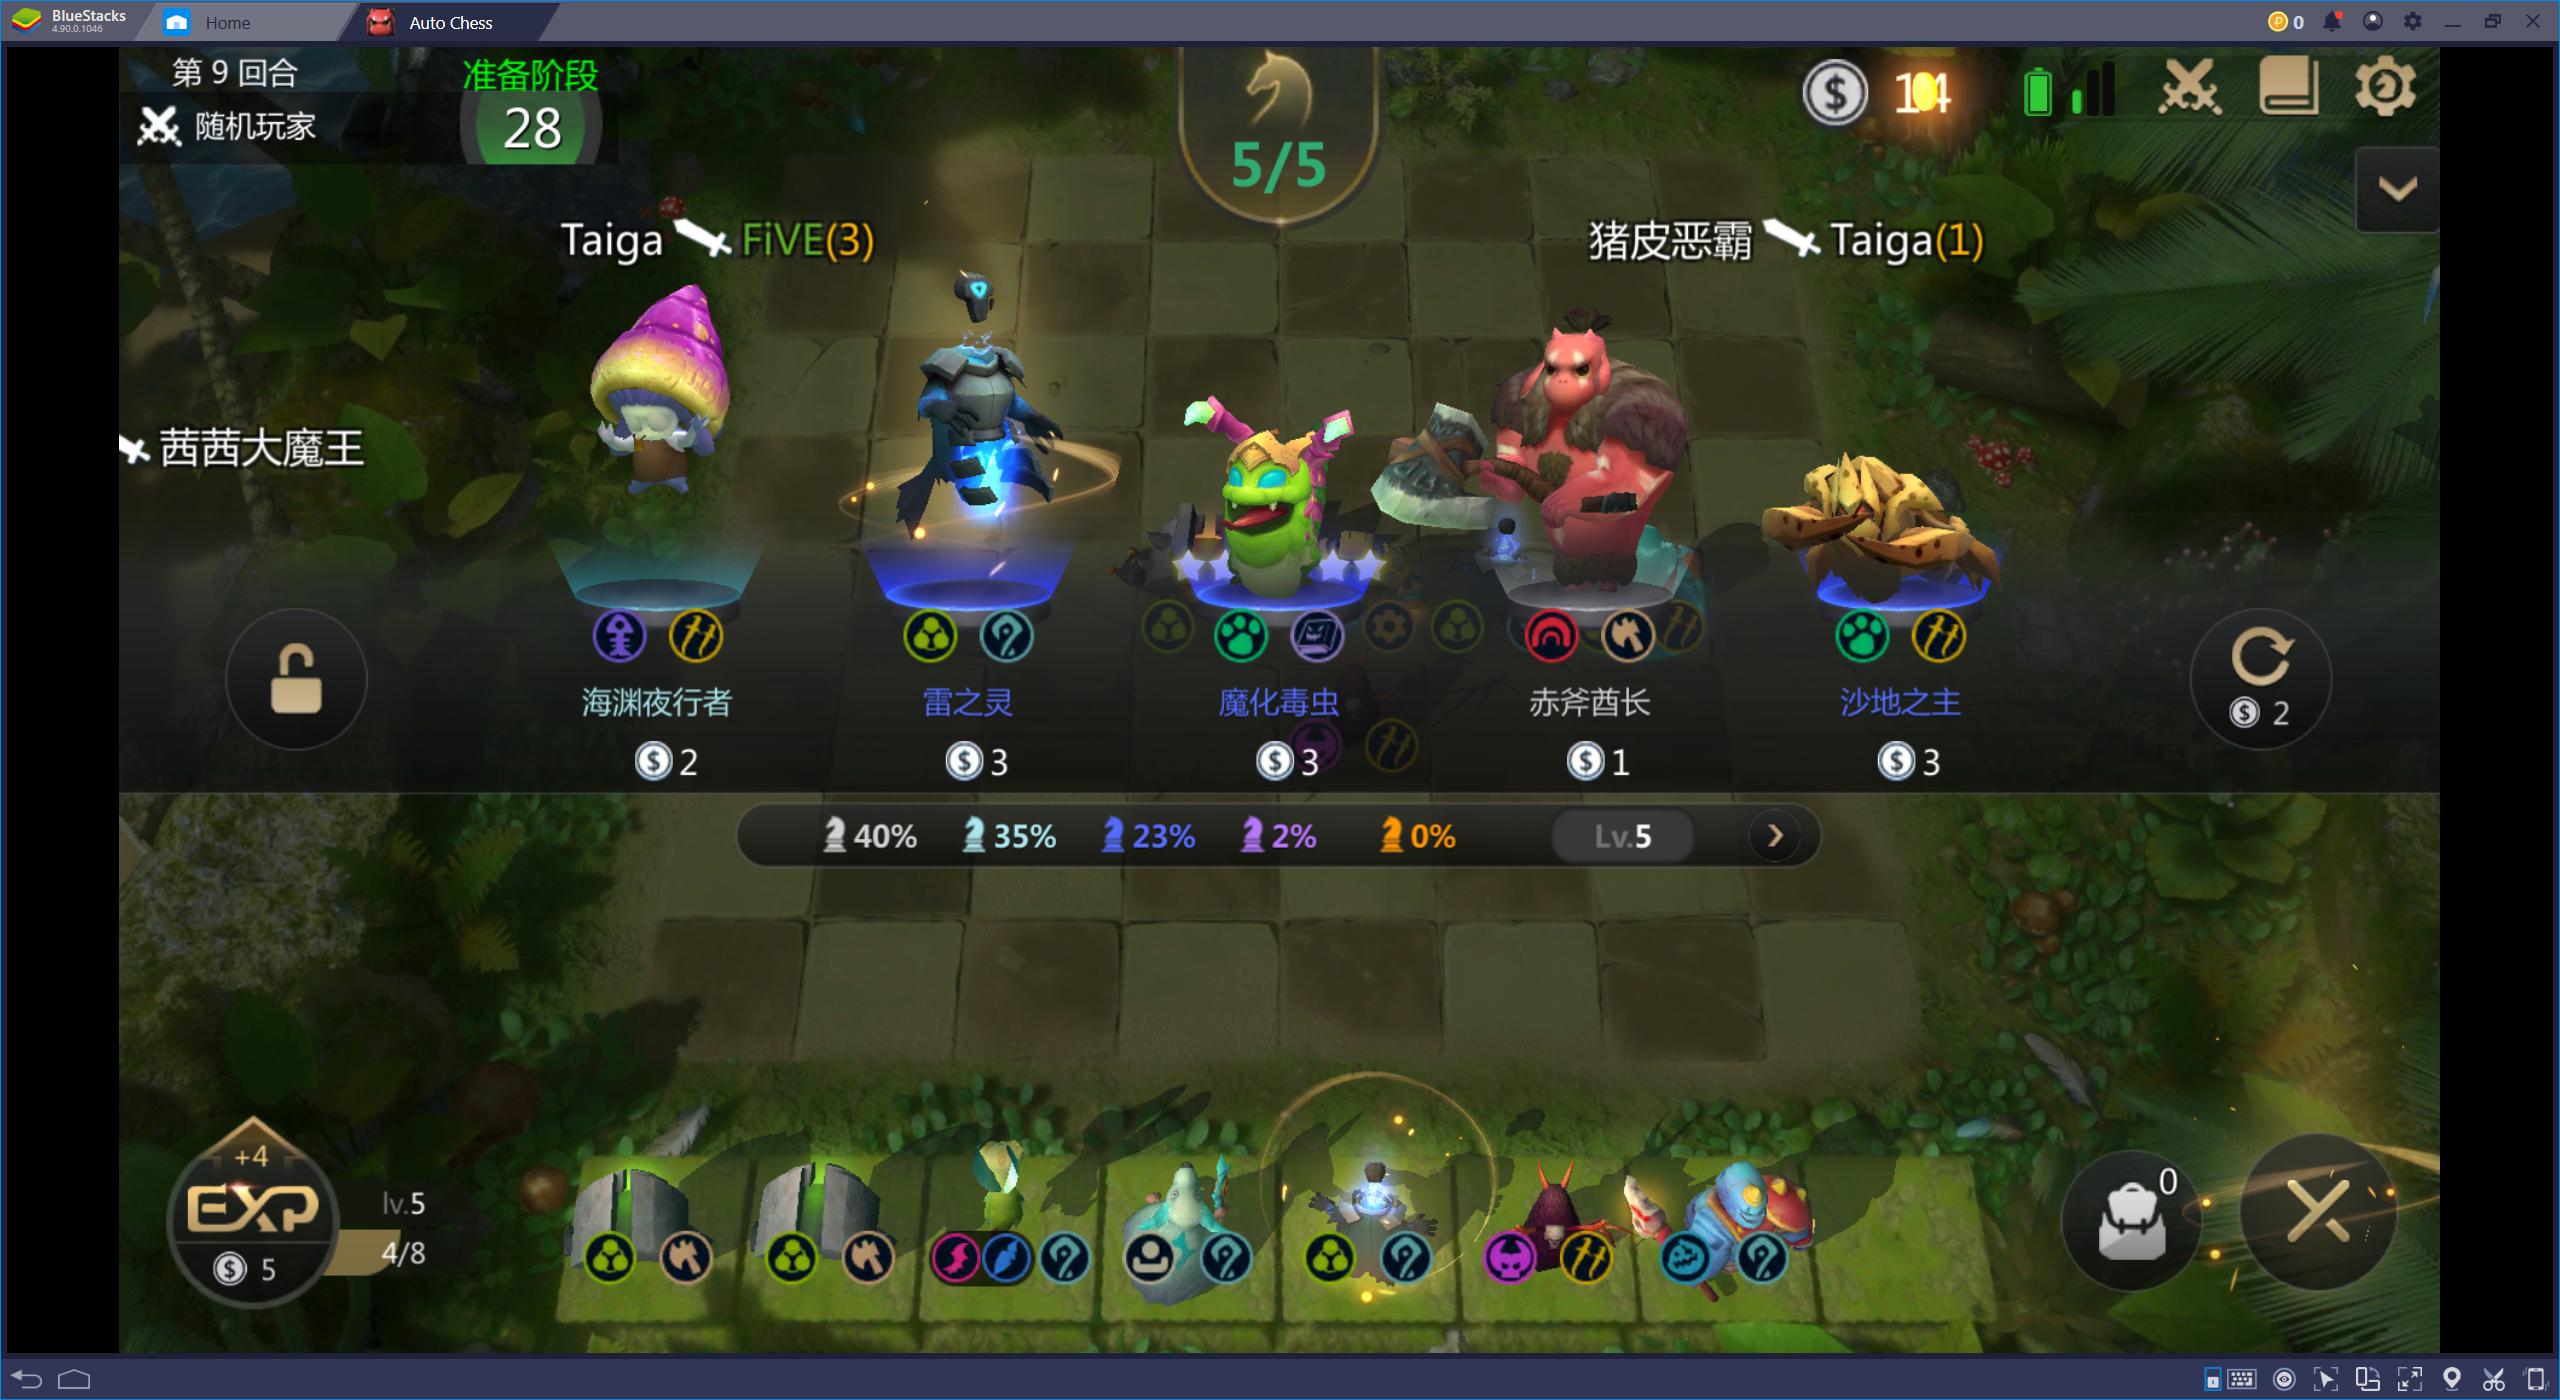 BlueStacks
4.90.0.1046
Home
Auto Chess
0
第 9 回合
准备阶段
随机玩家
28
5/5
14
Taiga FiVE(3)
猪皮恶霸 Taiga(1)
茜茜大魔王
海渊夜行者
雷之灵
魔化毒虫
赤斧酋长
沙地之主
2
3
3
1
3
2
40% 35% 23% 2% 0% Lv.5
+4
EXP
5
lv.5
4/8
0